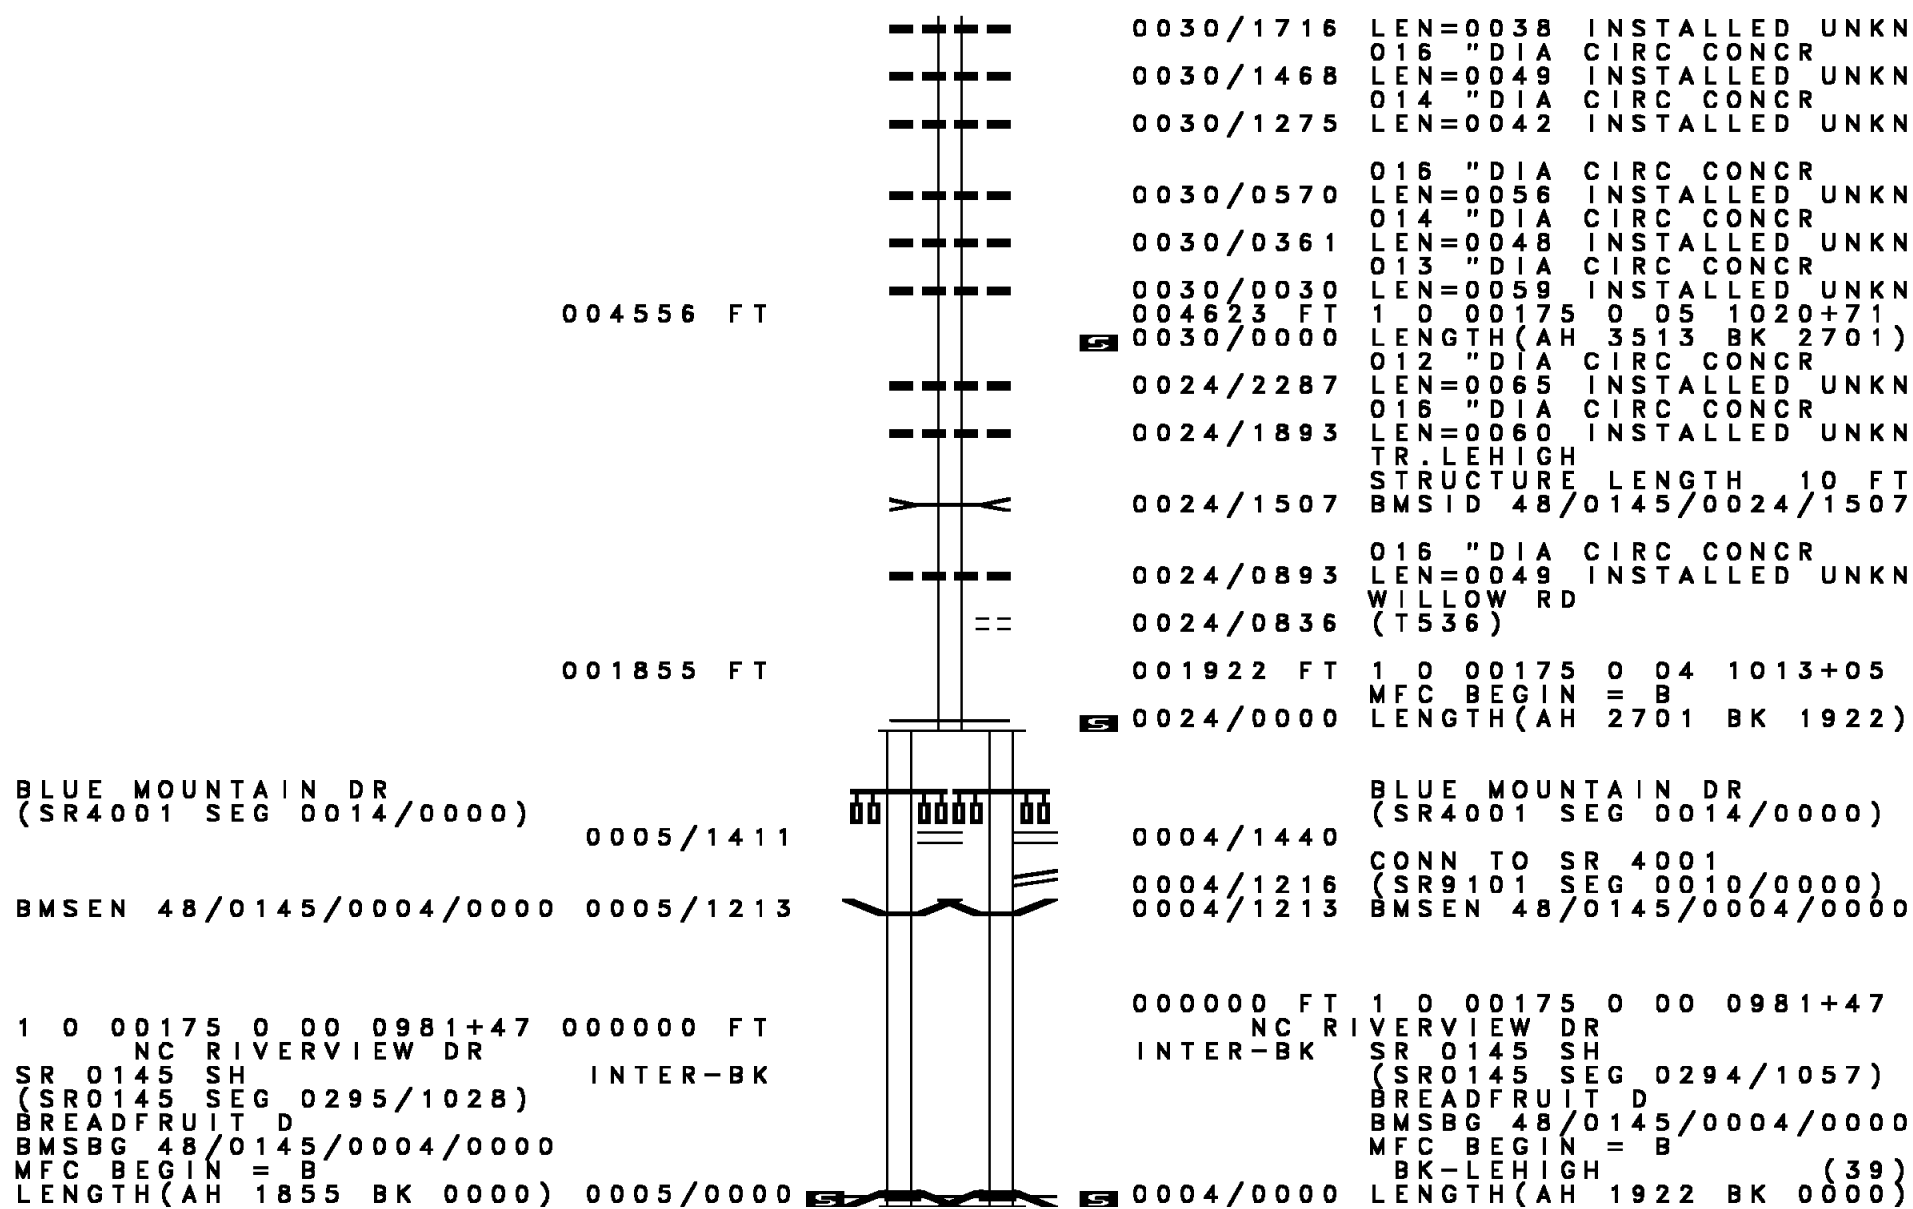 0030/1716 LEN=0038 INSTALLED UNKN
016 "DIA CIRC CONCR
0030/1468 LEN=0049 INSTALLED UNKN
014 "DIA CIRC CONCR
0030/1275 LEN=0042 INSTALLED UNKN
016 "DIA CIRC CONCR
0030/0570 LEN=0056 INSTALLED UNKN
014 "DIA CIRC CONCR
0030/0361 LEN=0048 INSTALLED UNKN
013 "DIA CIRC CONCR
0030/0030 LEN=0059 INSTALLED UNKN
004556 FT 004623 FT 1 0 00175 0 05 1020+71
S 0030/0000 LENGTH(AH 3513 BK 2701)
012 "DIA CIRC CONCR
0024/2287 LEN=0065 INSTALLED UNKN
016 "DIA CIRC CONCR
0024/1893 LEN=0060 INSTALLED UNKN
TR.LEHIGH
STRUCTURE LENGTH 10 FT
0024/1507 BMSID 48/0145/0024/1507
016 "DIA CIRC CONCR
0024/0893 LEN=0049 INSTALLED UNKN
WILLOW RD
0024/0836 (T536)
001855 FT 001922 FT 1 0 00175 0 04 1013+05
MFC BEGIN = B
S 0024/0000 LENGTH(AH 2701 BK 1922)
BLUE MOUNTAIN DR BLUE MOUNTAIN DR
(SR4001 SEG 0014/0000) (SR4001 SEG 0014/0000)
0005/1411 0004/1440
CONN TO SR 4001
0004/1216 (SR9101 SEG 0010/0000)
BMSEN 48/0145/0004/0000 0005/1213 0004/1213 BMSEN 48/0145/0004/0000
000000 FT 1 0 00175 0 00 0981+47
1 0 00175 0 00 0981+47 000000 FT NC RIVERVIEW DR
NC RIVERVIEW DR INTER-BK SR 0145 SH
SR 0145 SH INTER-BK (SR0145 SEG 0294/1057)
(SR0145 SEG 0295/1028) BREADFRUIT D
BREADFRUIT D BMSBG 48/0145/0004/0000
BMSBG 48/0145/0004/0000 MFC BEGIN = B
MFC BEGIN = B BK-LEHIGH (39)
LENGTH(AH 1855 BK 0000) 0005/0000 S S 0004/0000 LENGTH(AH 1922 BK 0000)